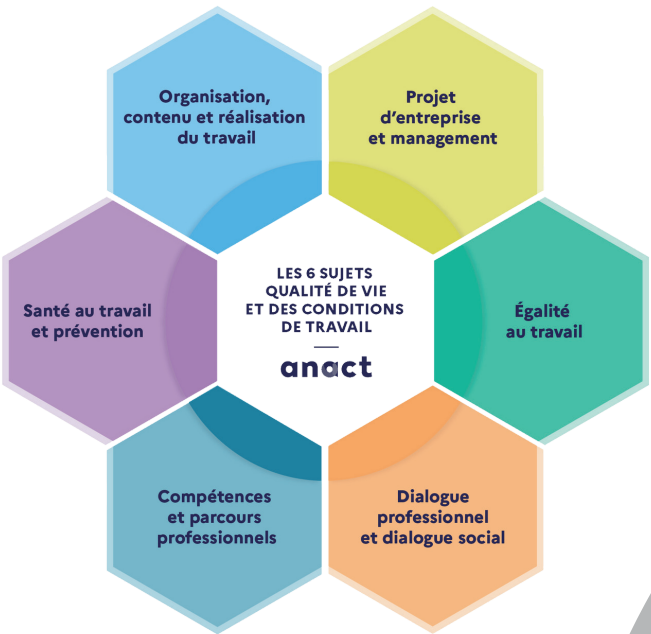 Organisation,
contenu et réalisation
du travail
Projet
d'entreprise
et management
Santé au travail
et prévention
LES 6 SUJETS
QUALITÉ DE VIE
ET DES CONDITIONS
DE TRAVAIL
anact
Égalité
au travail
Compétences
et parcours
professionnels
Dialogue
professionnel
et dialogue social